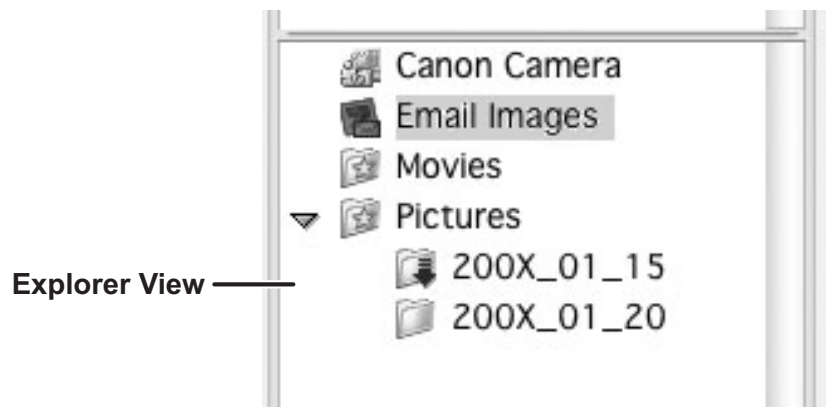 Canon Camera
Email Images
Movies
Pictures
200X_01_15
Explorer View
200X_01_20